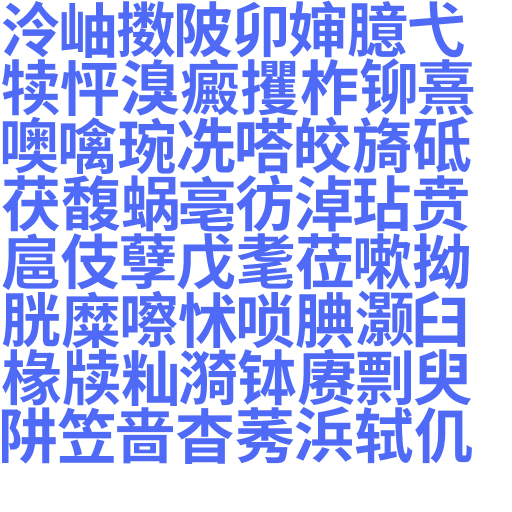 泠岫擞陂卯婶臆弋
犊怦溴癜攫柞铆熹
噢噙琬冼嗒皎旖砥
茯馥蜗亳彷淖玷贲
扈伎孽戊耄莅嗽拗
胱糜嚓怵唢腆灏臼
椽牍籼漪钵赓剽臾
阱笠啬杳莠浜轼仉